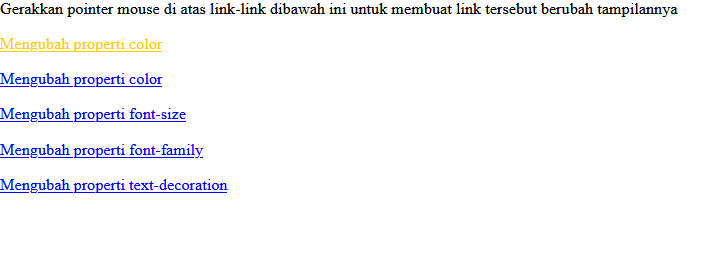 Gerakkan pointer mouse di atas link-link dibawah ini untuk membuat link tersebut berubah tampilannya
Mengubah properti color
Mengubah properti color
Mengubah properti font-size
Mengubah properti font-family
Mengubah properti text-decoration